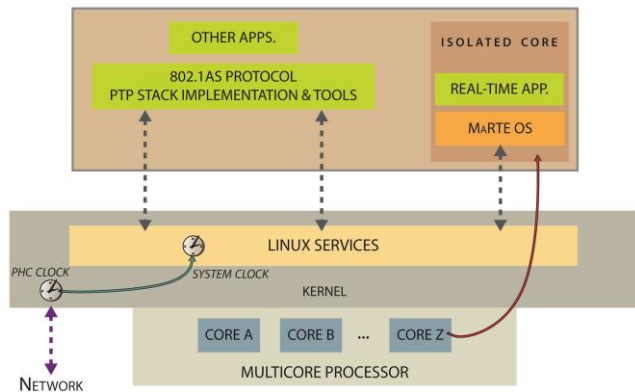 OTHER APPS.
ISOLATED CORE
802.1AS PROTOCOL
PTP STACK IMPLEMENTATION & TOOLS
REAL-TIME APP.
MARTE OS
LINUX SERVICES
PHC CLOCK
SYSTEM CLOCK
KERNEL
CORE A
CORE B
...
CORE Z
MULTICORE PROCESSOR
NETWORK